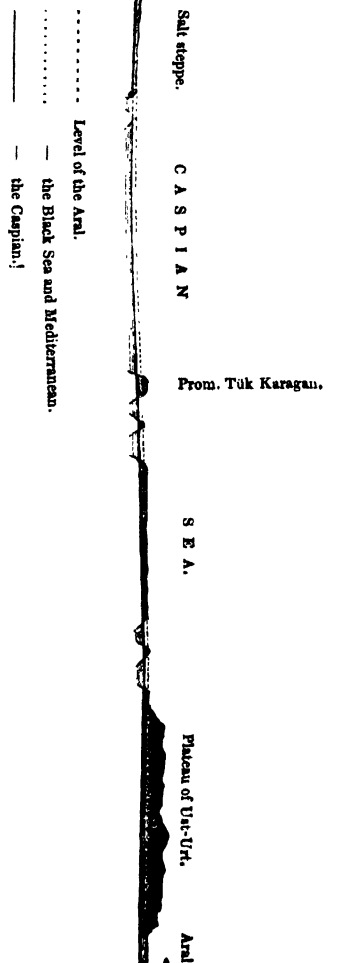 Salt steppe.
CASPIAN
Prom. Tük Karagan.
SEA.
Plateau of Ust-Urt.
Aral
Level of the Aral.
— the Black Sea and Mediterranean.
— the Caspian.!